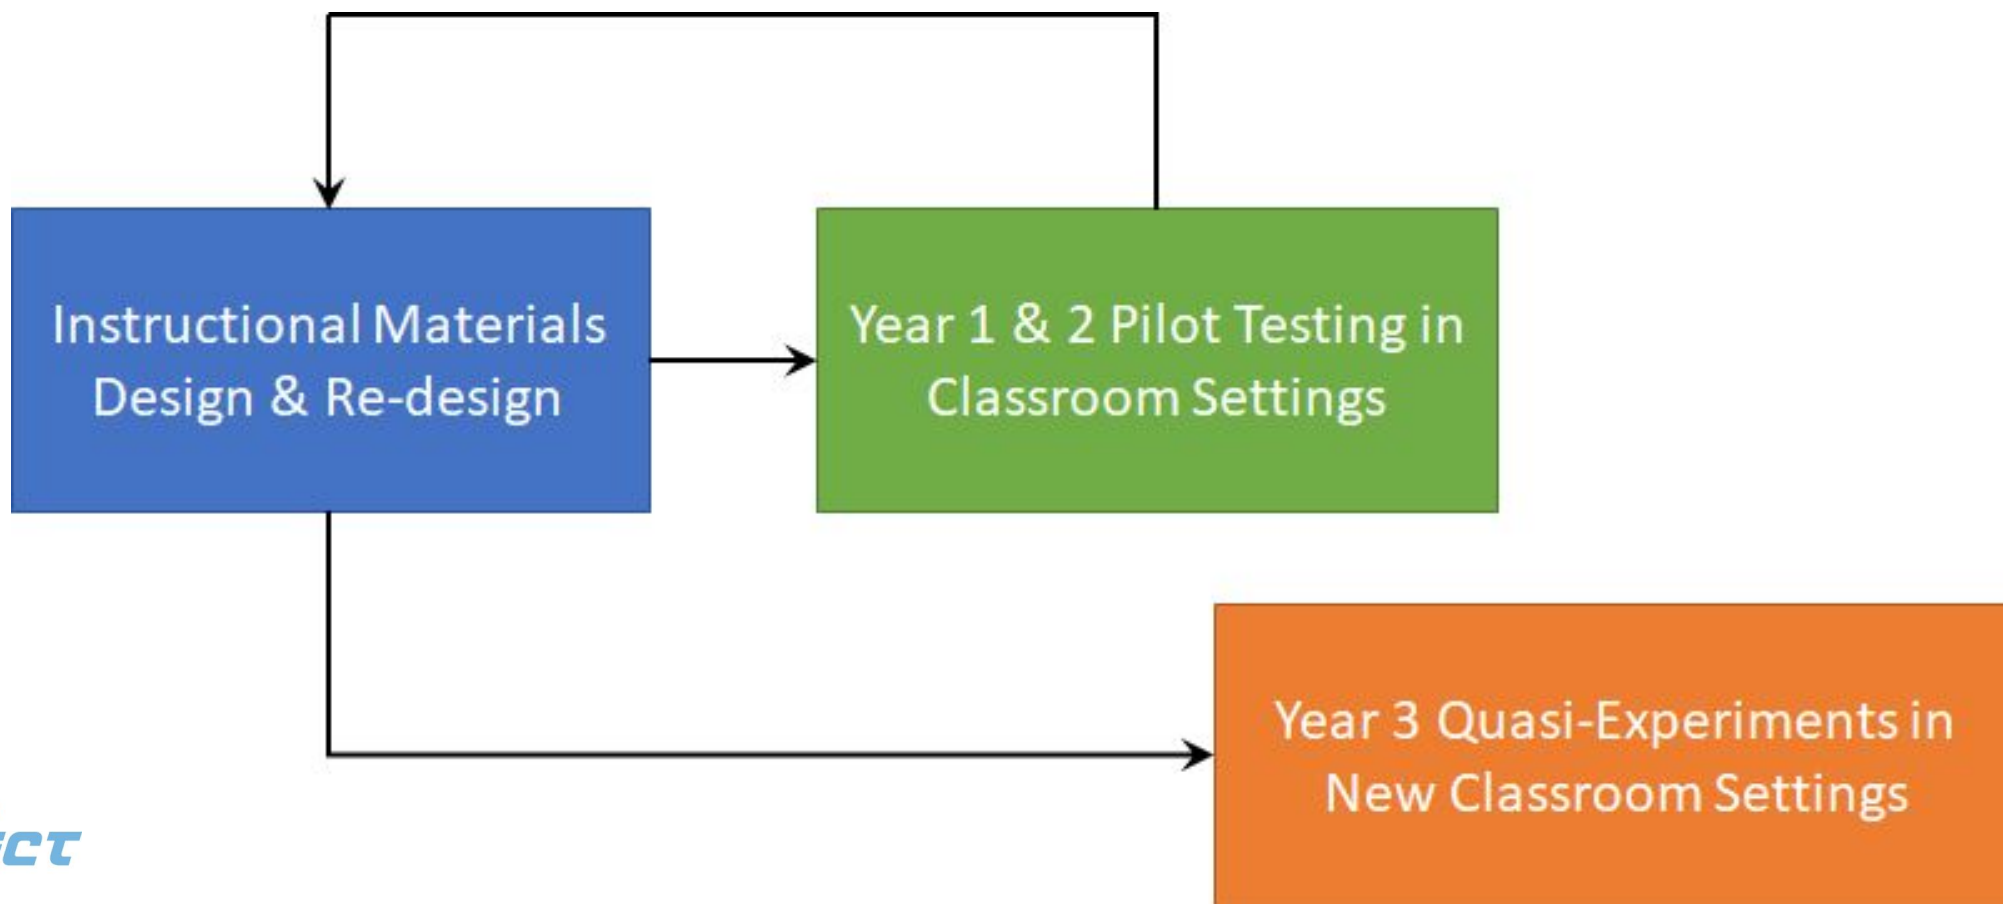 Instructional Materials
Design & Re-design
Year 1 & 2 Pilot Testing in
Classroom Settings
Year 3 Quasi-Experiments in
New Classroom Settings